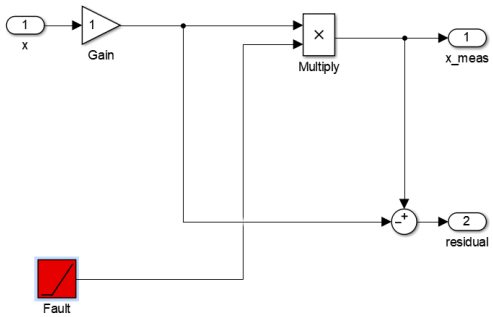 1
x
1
Gain
×
Multiply
1
x_meas
+
−
2
residual
Fault